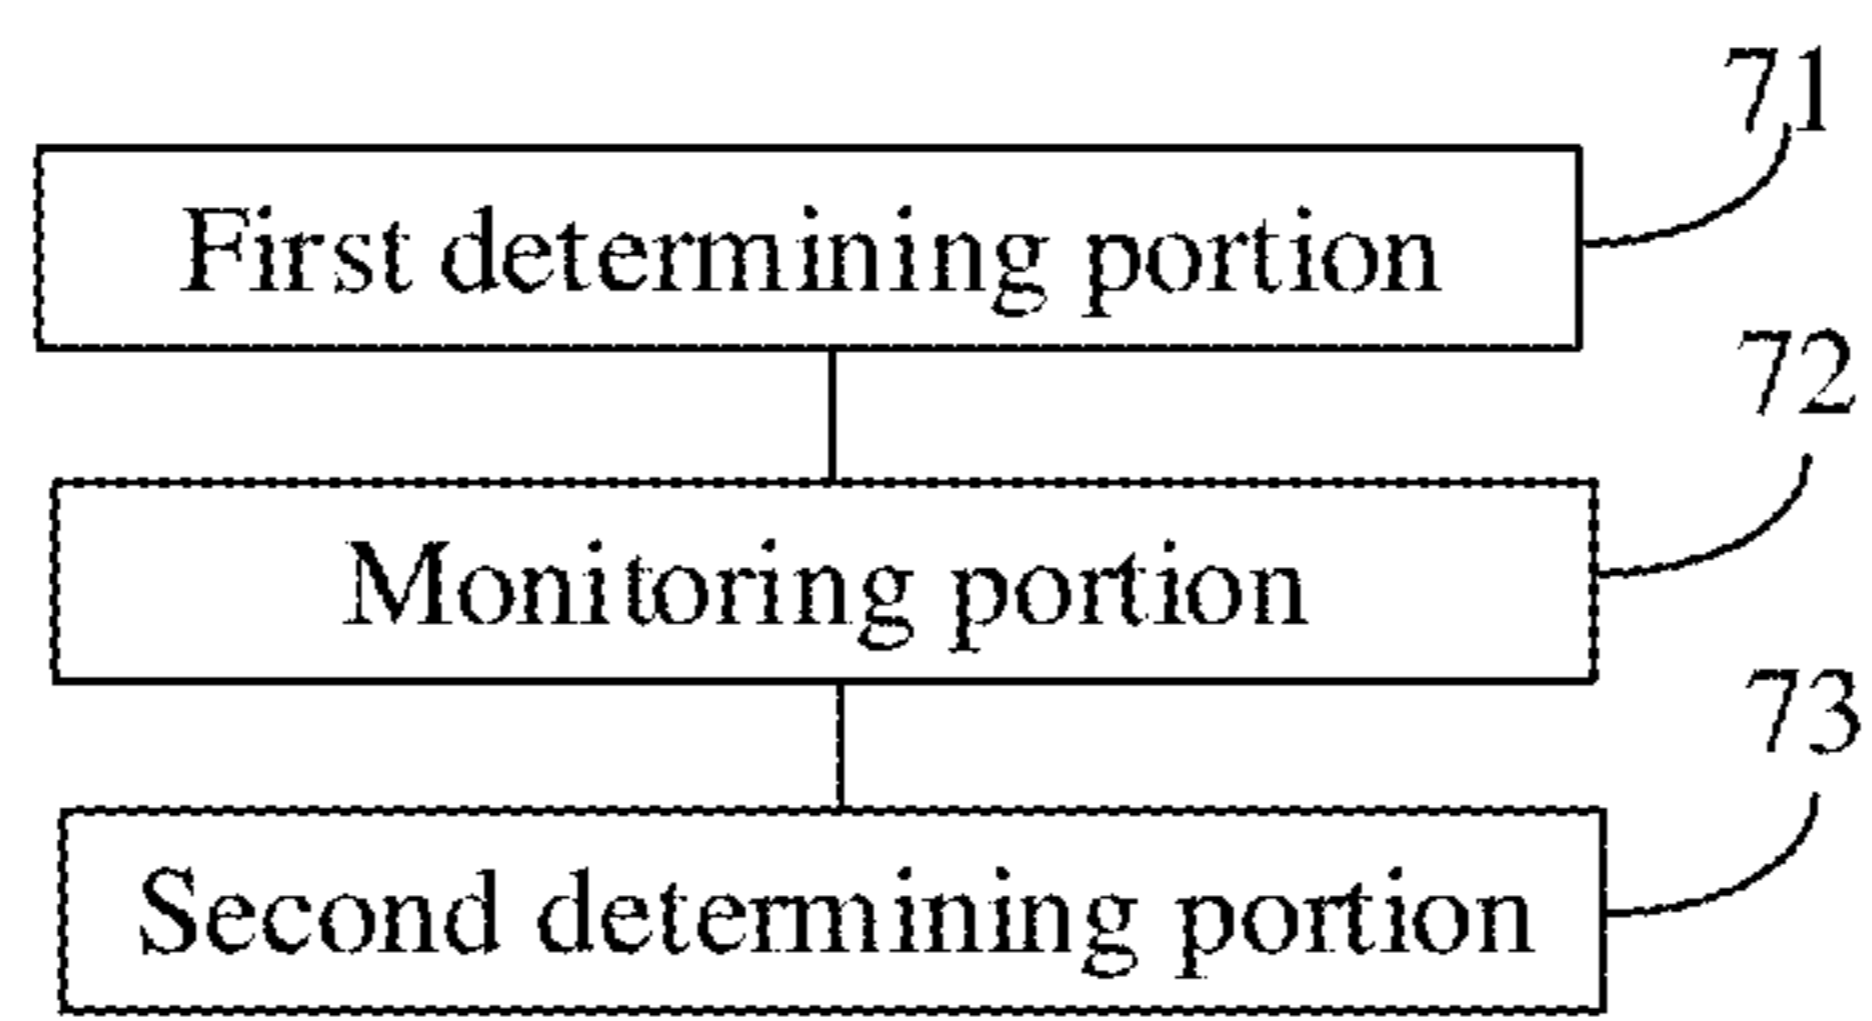 71
First determining portion
72
Monitoring portion
73
Second determining portion